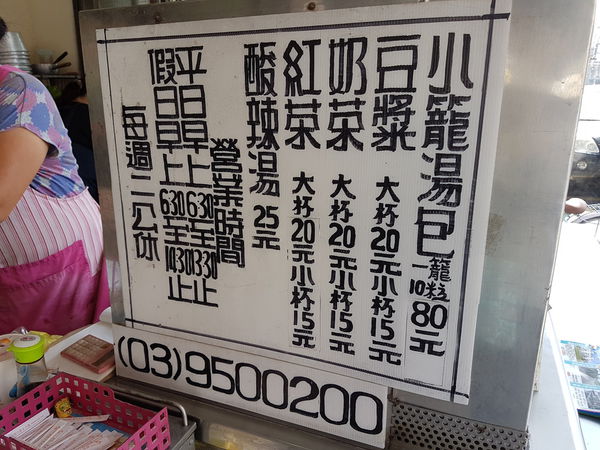 小籠湯包一籠10粒80元
豆漿 大杯20元小杯15元
奶茶 大杯20元小杯15元
紅茶 大杯20元小杯15元
酸辣湯 25元
營業時間
平日早上630至1330止
假日早上630至1430止
每週二公休
(03)9500200